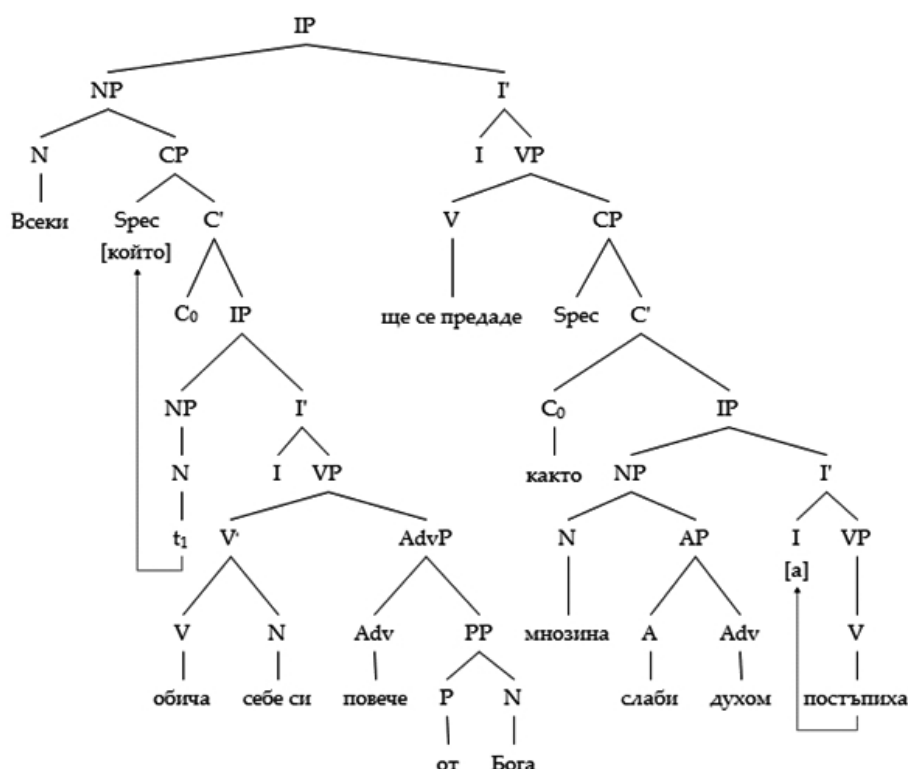 IP
NP I'
N CP I VP
Всеки Spec C' V CP
[който]
C₀ IP ще се предаде Spec C'
NP I' C₀ IP
N I VP както NP I'
t₁ V' AdvP N AP I VP
[а]
V N Adv PP мнозина A Adv V
обича себе си повече P N слаби духом постъпиха
от Бога